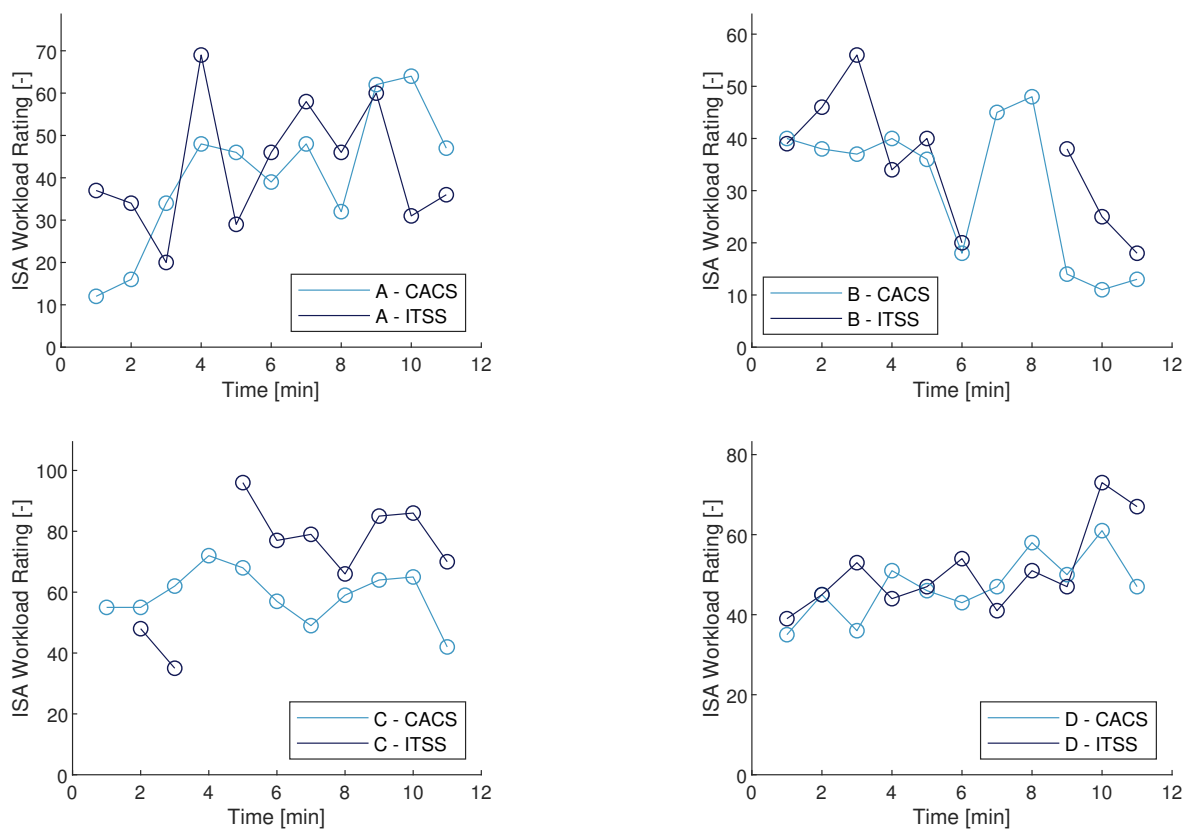 ISA Workload Rating [-]
70
60
50
40
30
20
10
0
A - CACS
A - ITSS
0 2 4 6 8 10 12
Time [min]
ISA Workload Rating [-]
60
50
40
30
20
10
0
B - CACS
B - ITSS
0 2 4 6 8 10 12
Time [min]
ISA Workload Rating [-]
100
80
60
40
20
0
C - CACS
C - ITSS
0 2 4 6 8 10 12
Time [min]
ISA Workload Rating [-]
80
60
40
20
0
D - CACS
D - ITSS
0 2 4 6 8 10 12
Time [min]